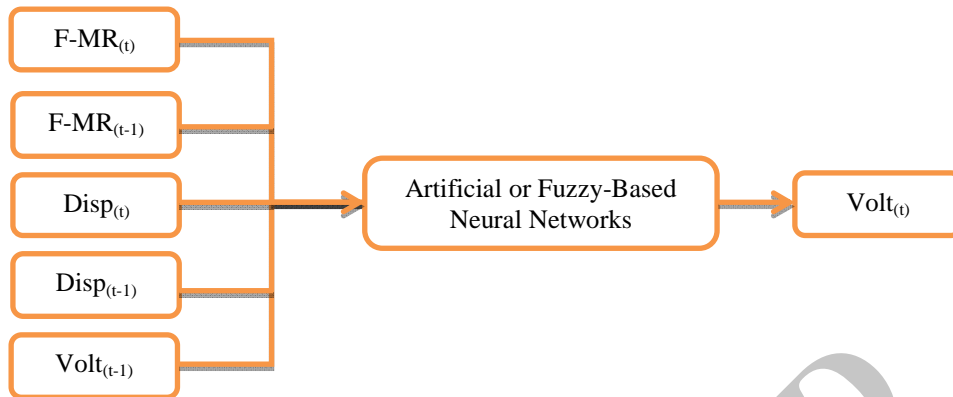 F-MR(t)
F-MR(t-1)
Disp(t)
Disp(t-1)
Volt(t-1)
Artificial or Fuzzy-Based
Neural Networks
Volt(t)